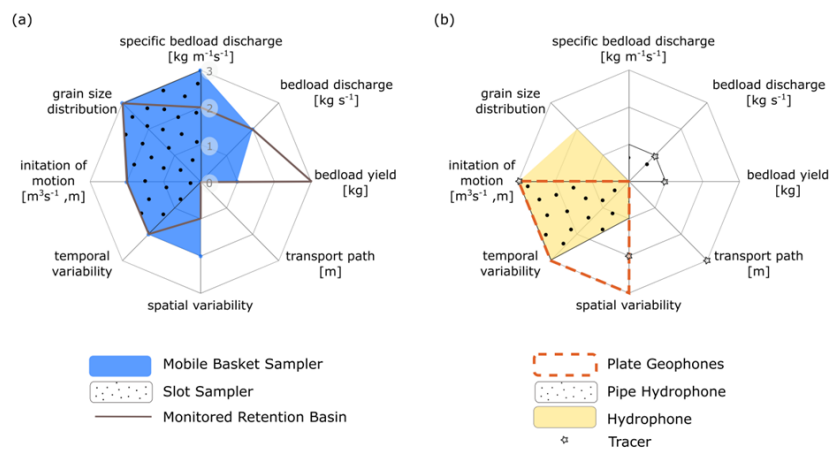 (a)
specific bedload discharge
[kg m⁻¹s⁻¹]
bedload discharge
[kg s⁻¹]
bedload yield
[kg]
transport path
[m]
spatial variability
temporal
variability
initation of
motion
[m³s⁻¹ ,m]
grain size
distribution
3
2
1
0
Mobile Basket Sampler
Slot Sampler
Monitored Retention Basin
(b)
specific bedload discharge
[kg m⁻¹s⁻¹]
bedload discharge
[kg s⁻¹]
bedload yield
[kg]
transport path
[m]
spatial variability
temporal
variability
initation of
motion
[m³s⁻¹ ,m]
grain size
distribution
Plate Geophones
Pipe Hydrophone
Hydrophone
Tracer